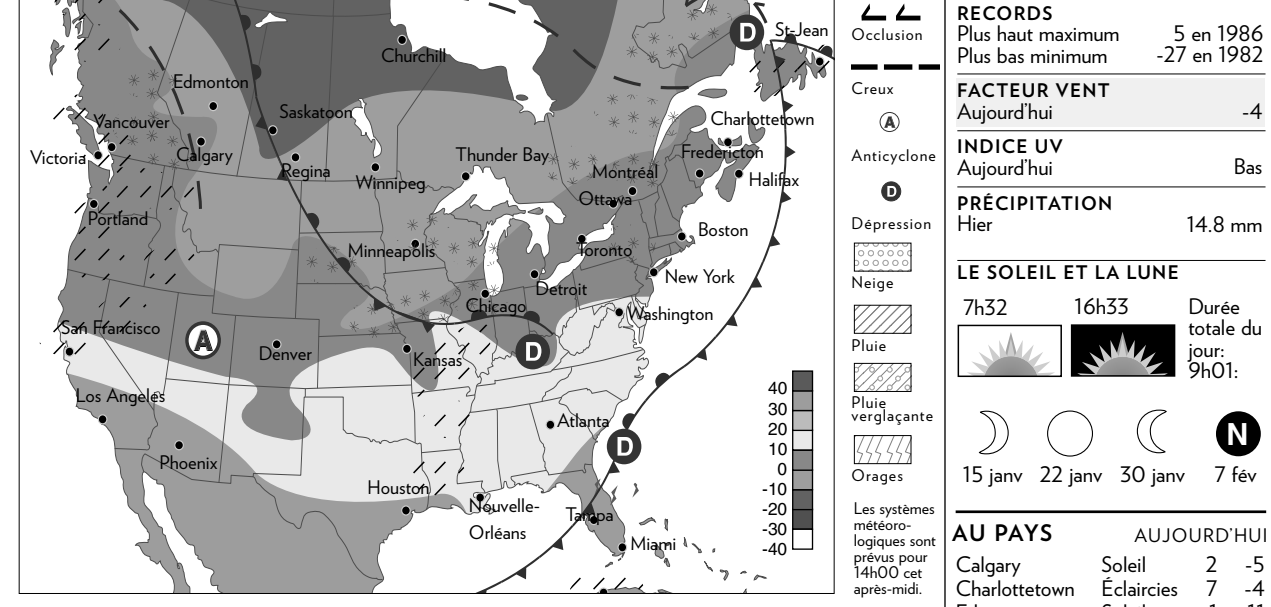 D
St-Jean
Churchill
Edmonton
Saskatoon
Vancouver
Charlottetown
Victoria
Calgary
Thunder Bay
Fredericton
Regina
Montréal
Winnipeg
Halifax
Ottawa
Portland
Boston
Minneapolis
Toronto
New York
Detroit
Chicago
Washington
San Francisco
A
D
Denver
Kansas
Los Angeles
Atlanta
D
Phoenix
Houston
Nouvelle-
Orléans
Tampa
Miami
40
30
20
10
0
-10
-20
-30
-40
Occlusion
Creux
A
Anticyclone
D
Dépression
Neige
Pluie
Pluie
verglaçante
Orages
Les systèmes
météoro-
logiques sont
prévus pour
14h00 cet
après-midi.
RECORDS
Plus haut maximum 5 en 1986
Plus bas minimum -27 en 1982
FACTEUR VENT
Aujourd'hui -4
INDICE UV
Aujourd'hui Bas
PRÉCIPITATION
Hier 14.8 mm
LE SOLEIL ET LA LUNE
7h32 16h33 Durée
totale du
jour:
9h01:
N
15 janv 22 janv 30 janv 7 fév
AU PAYS AUJOURD'HUI
Calgary Soleil 2 -5
Charlottetown Éclaircies 7 -4